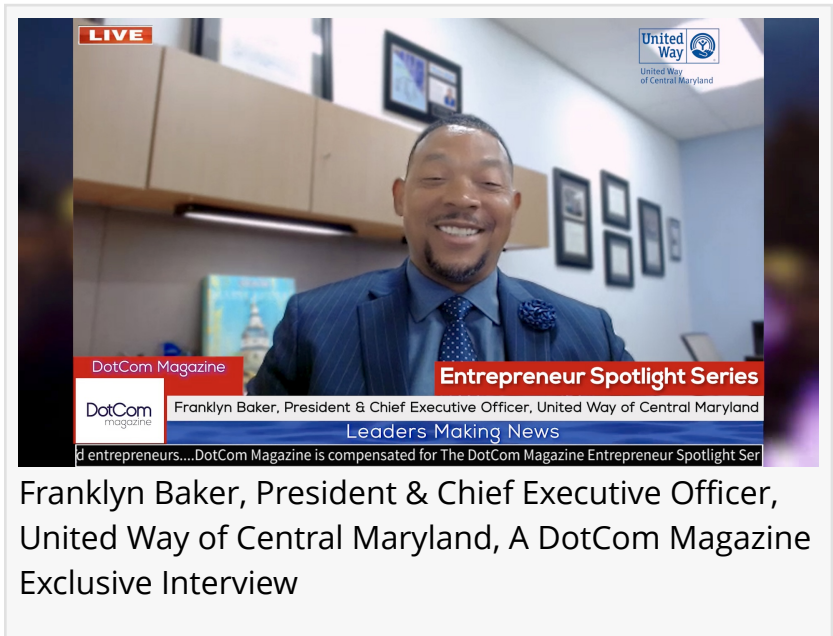 LIVE
United
Way
United Way
of Central Maryland
DotCom Magazine
Entrepreneur Spotlight Series
DotCom
magazine
Franklyn Baker, President & Chief Executive Officer, United Way of Central Maryland
Leaders Making News
d entrepreneurs....DotCom Magazine is compensated for The DotCom Magazine Entrepreneur Spotlight Ser
Franklyn Baker, President & Chief Executive Officer,
United Way of Central Maryland, A DotCom Magazine
Exclusive Interview